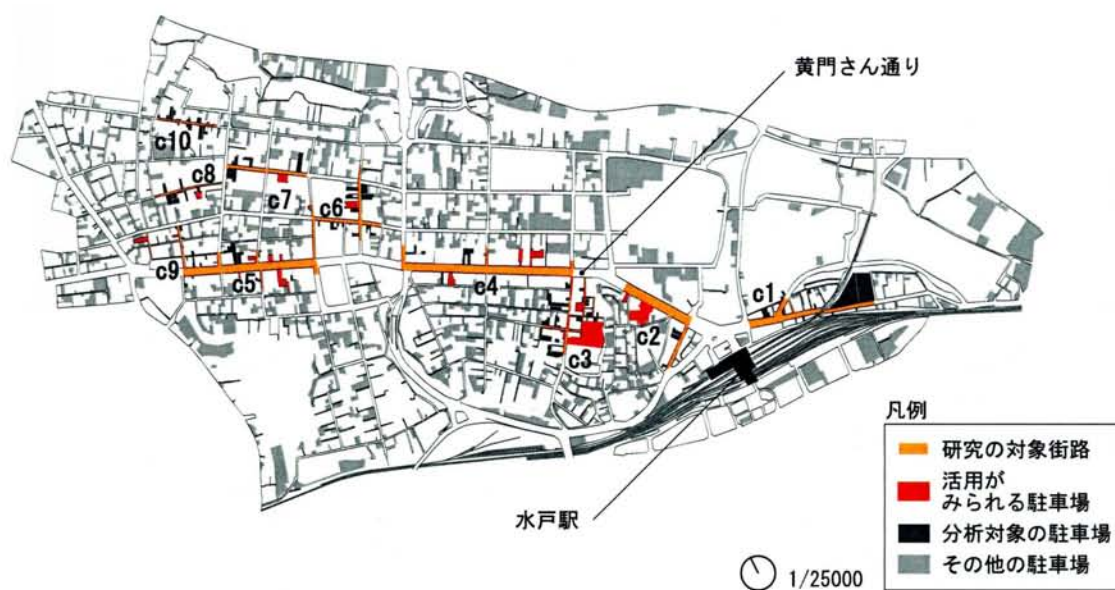 黄門さん通り
c10
c8
c7
c6
c9
c5
c4
c1
c2
c3
水戸駅
凡例
研究の対象街路
活用が
みられる駐車場
分析対象の駐車場
その他の駐車場
1/25000